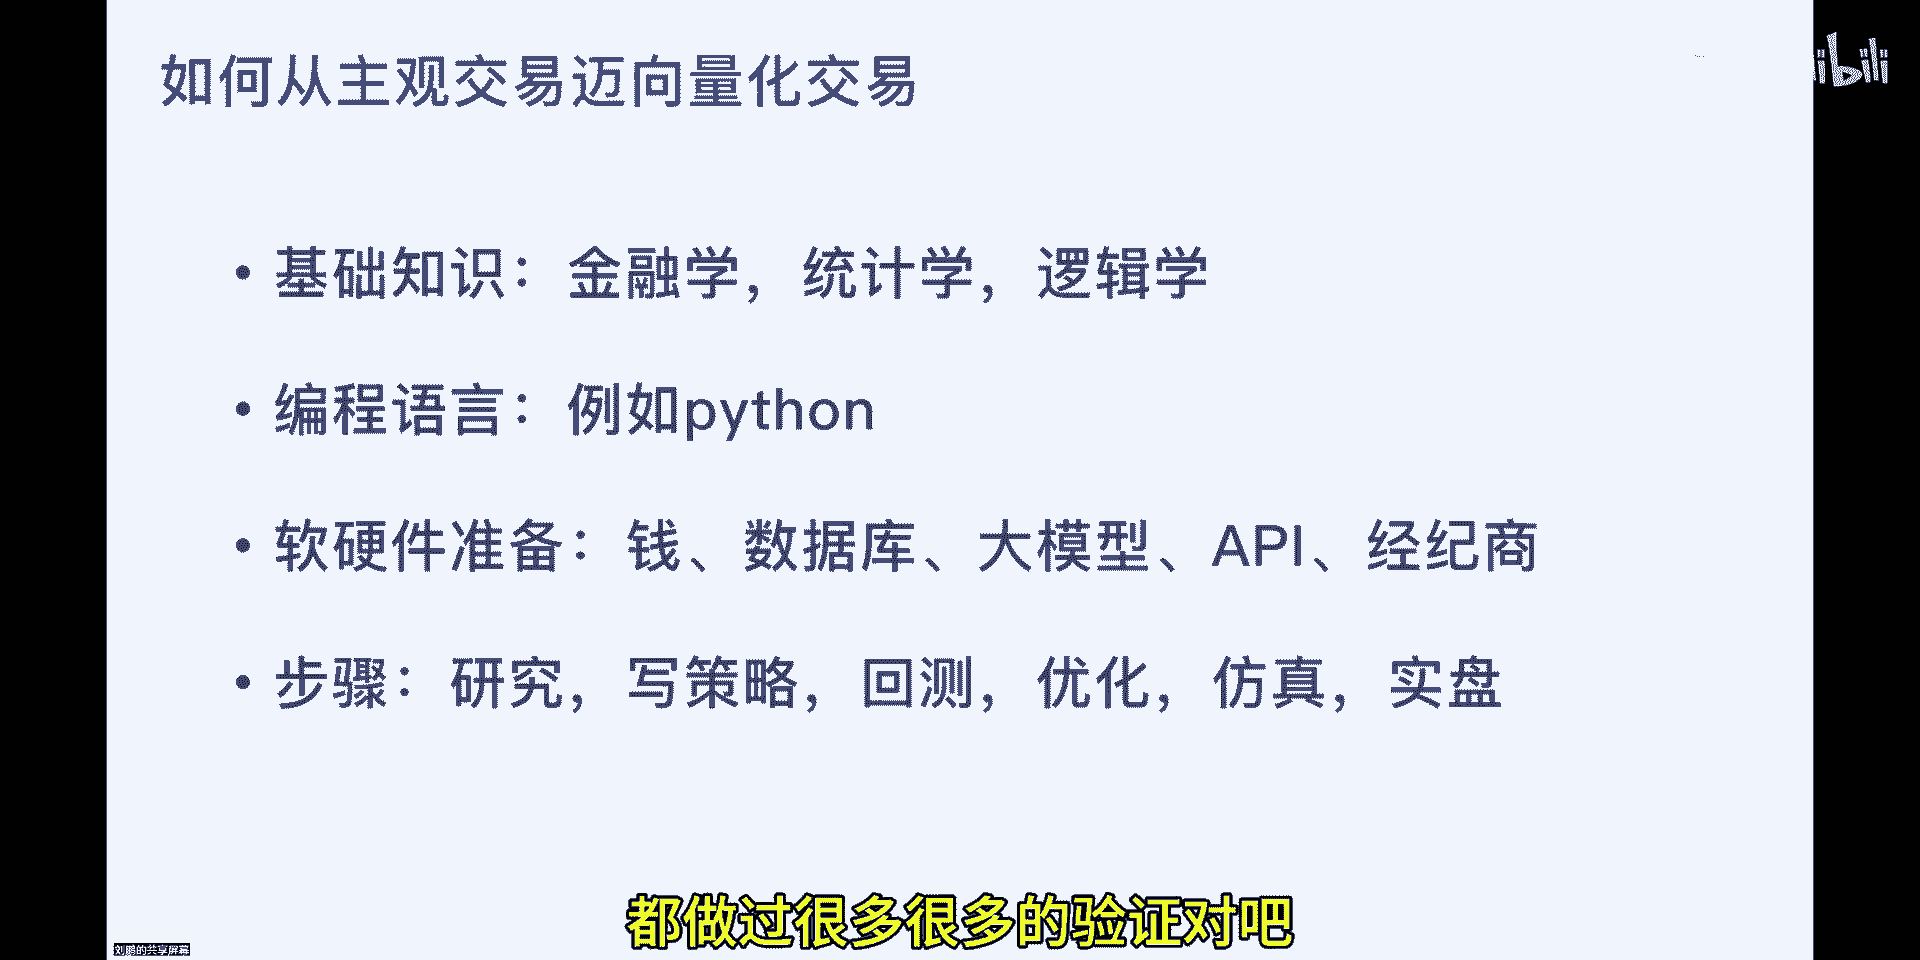 如何从主观交易迈向量化交易
ibili
• 基础知识：金融学，统计学，逻辑学
• 编程语言：例如python
• 软硬件准备：钱、数据库、大模型、API、经纪商
• 步骤：研究，写策略，回测，优化，仿真，实盘
都做过很多很多的验证对吧
刘鹏的共享屏幕